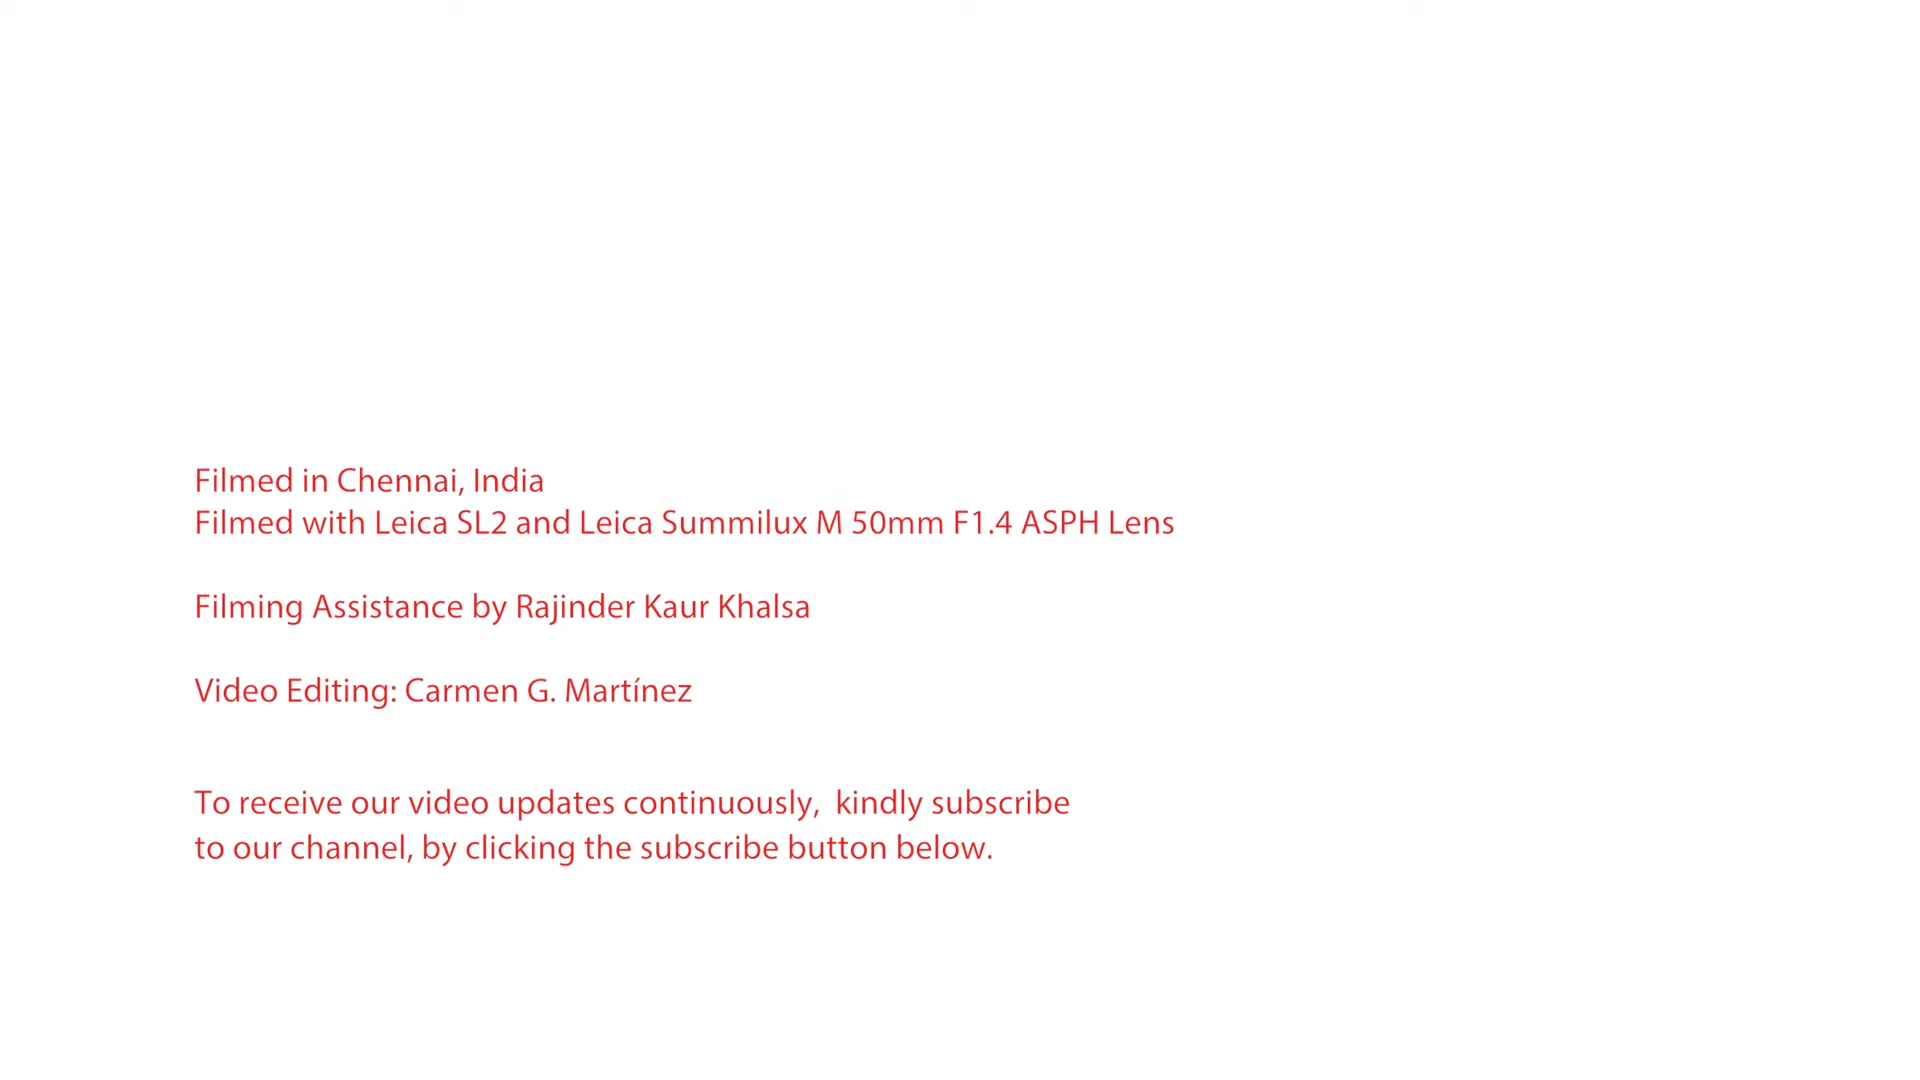 Filmed in Chennai, India
Filmed with Leica SL2 and Leica Summilux M 50mm F1.4 ASPH Lens
Filming Assistance by Rajinder Kaur Khalsa
Video Editing: Carmen G. Martínez
To receive our video updates continuously,  kindly subscribe
to our channel, by clicking the subscribe button below.